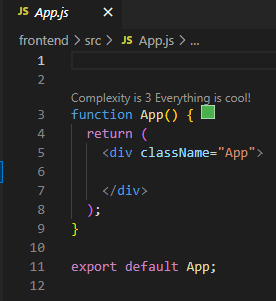 JS App.js ×
frontend > src > JS App.js > ...
1
2
Complexity is 3 Everything is cool!
3 function App() {
4   return (
5     <div className="App">
6
7     </div>
8   );
9 }
10
11 export default App;
12